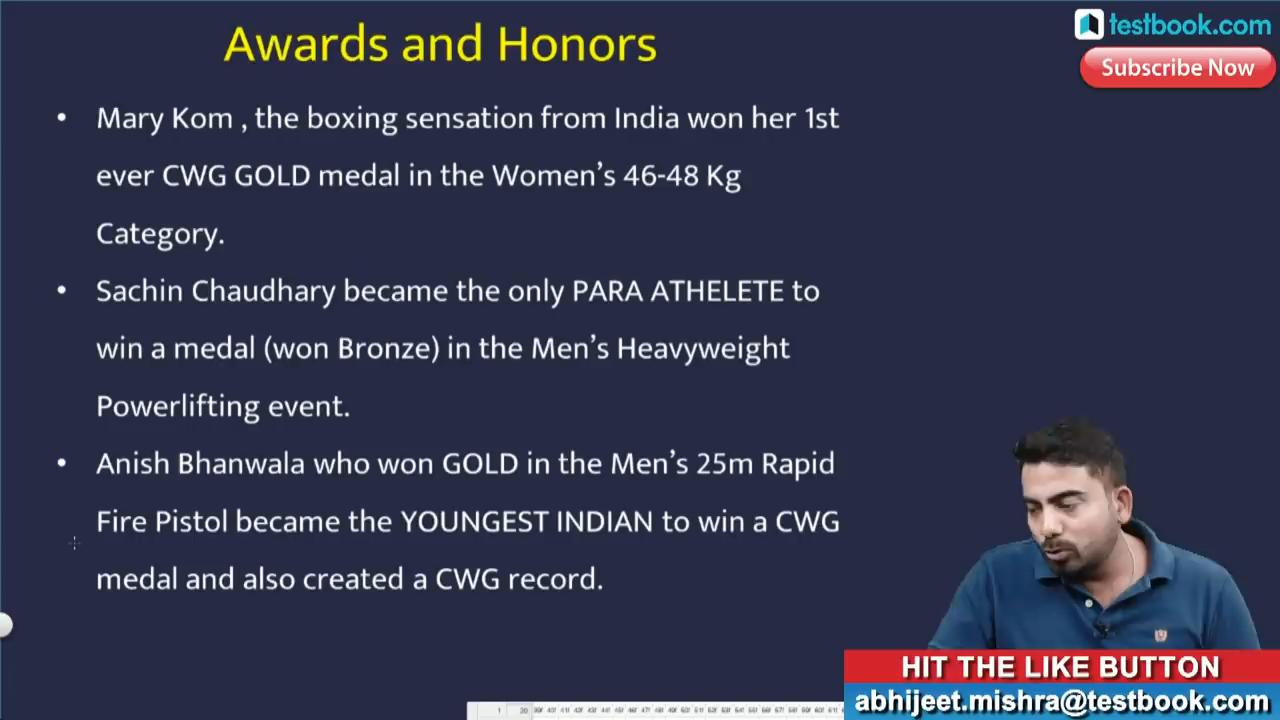 Awards and Honors
testbook.com
Subscribe Now
• Mary Kom , the boxing sensation from India won her 1st
ever CWG GOLD medal in the Women's 46-48 Kg
Category.
• Sachin Chaudhary became the only PARA ATHELETE to
win a medal (won Bronze) in the Men's Heavyweight
Powerlifting event.
• Anish Bhanwala who won GOLD in the Men's 25m Rapid
Fire Pistol became the YOUNGEST INDIAN to win a CWG
medal and also created a CWG record.
HIT THE LIKE BUTTON
abhijeet.mishra@testbook.com